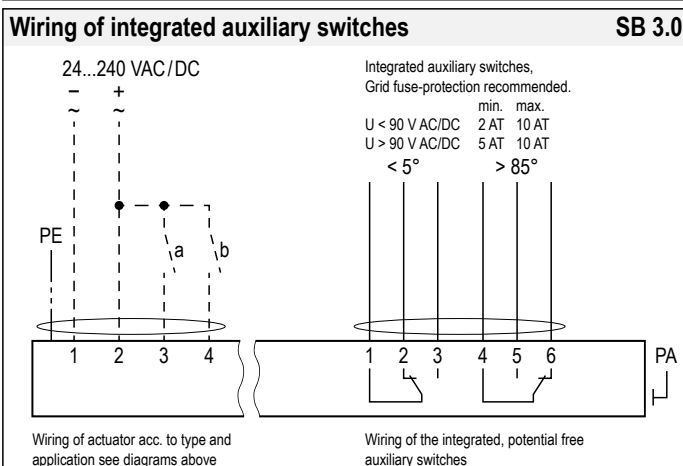 Wiring of integrated auxiliary switches SB 3.0
24...240 VAC/DC
– +
~ ~
Integrated auxiliary switches,
Grid fuse-protection recommended.
min. max.
U < 90 V AC/DC 2 AT 10 AT
U > 90 V AC/DC 5 AT 10 AT
< 5° > 85°
PE
a b
1 2 3 4 1 2 3 4 5 6 PA
Wiring of actuator acc. to type and
application see diagrams above
Wiring of the integrated, potential free
auxiliary switches